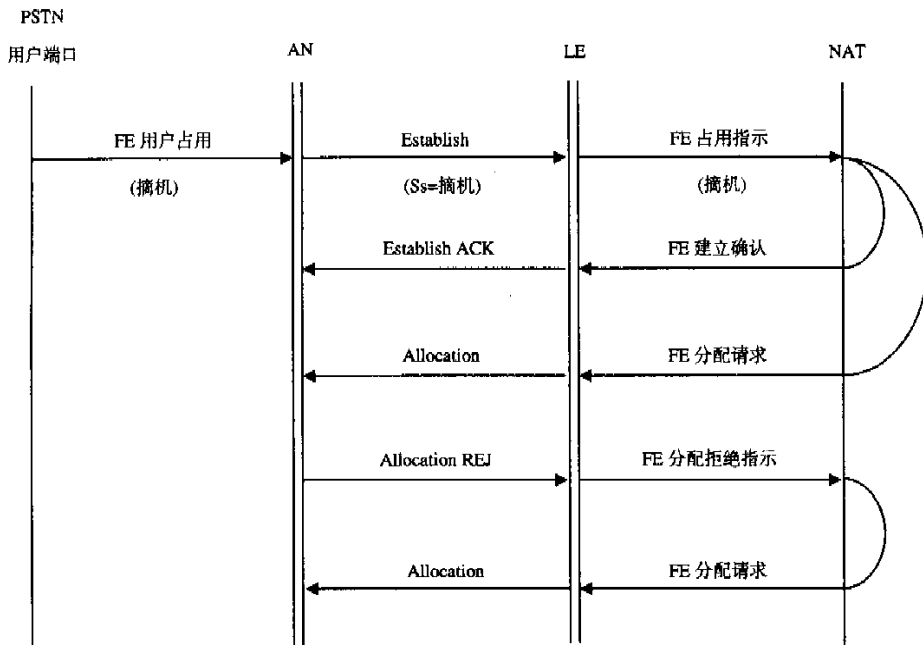 PSTN
用户端口
AN
LE
NAT
FE 用户占用
Establish
FE 占用指示
(摘机)
(Ss=摘机)
(摘机)
Establish ACK
FE 建立确认
Allocation
FE 分配请求
Allocation REJ
FE 分配拒绝指示
Allocation
FE 分配请求